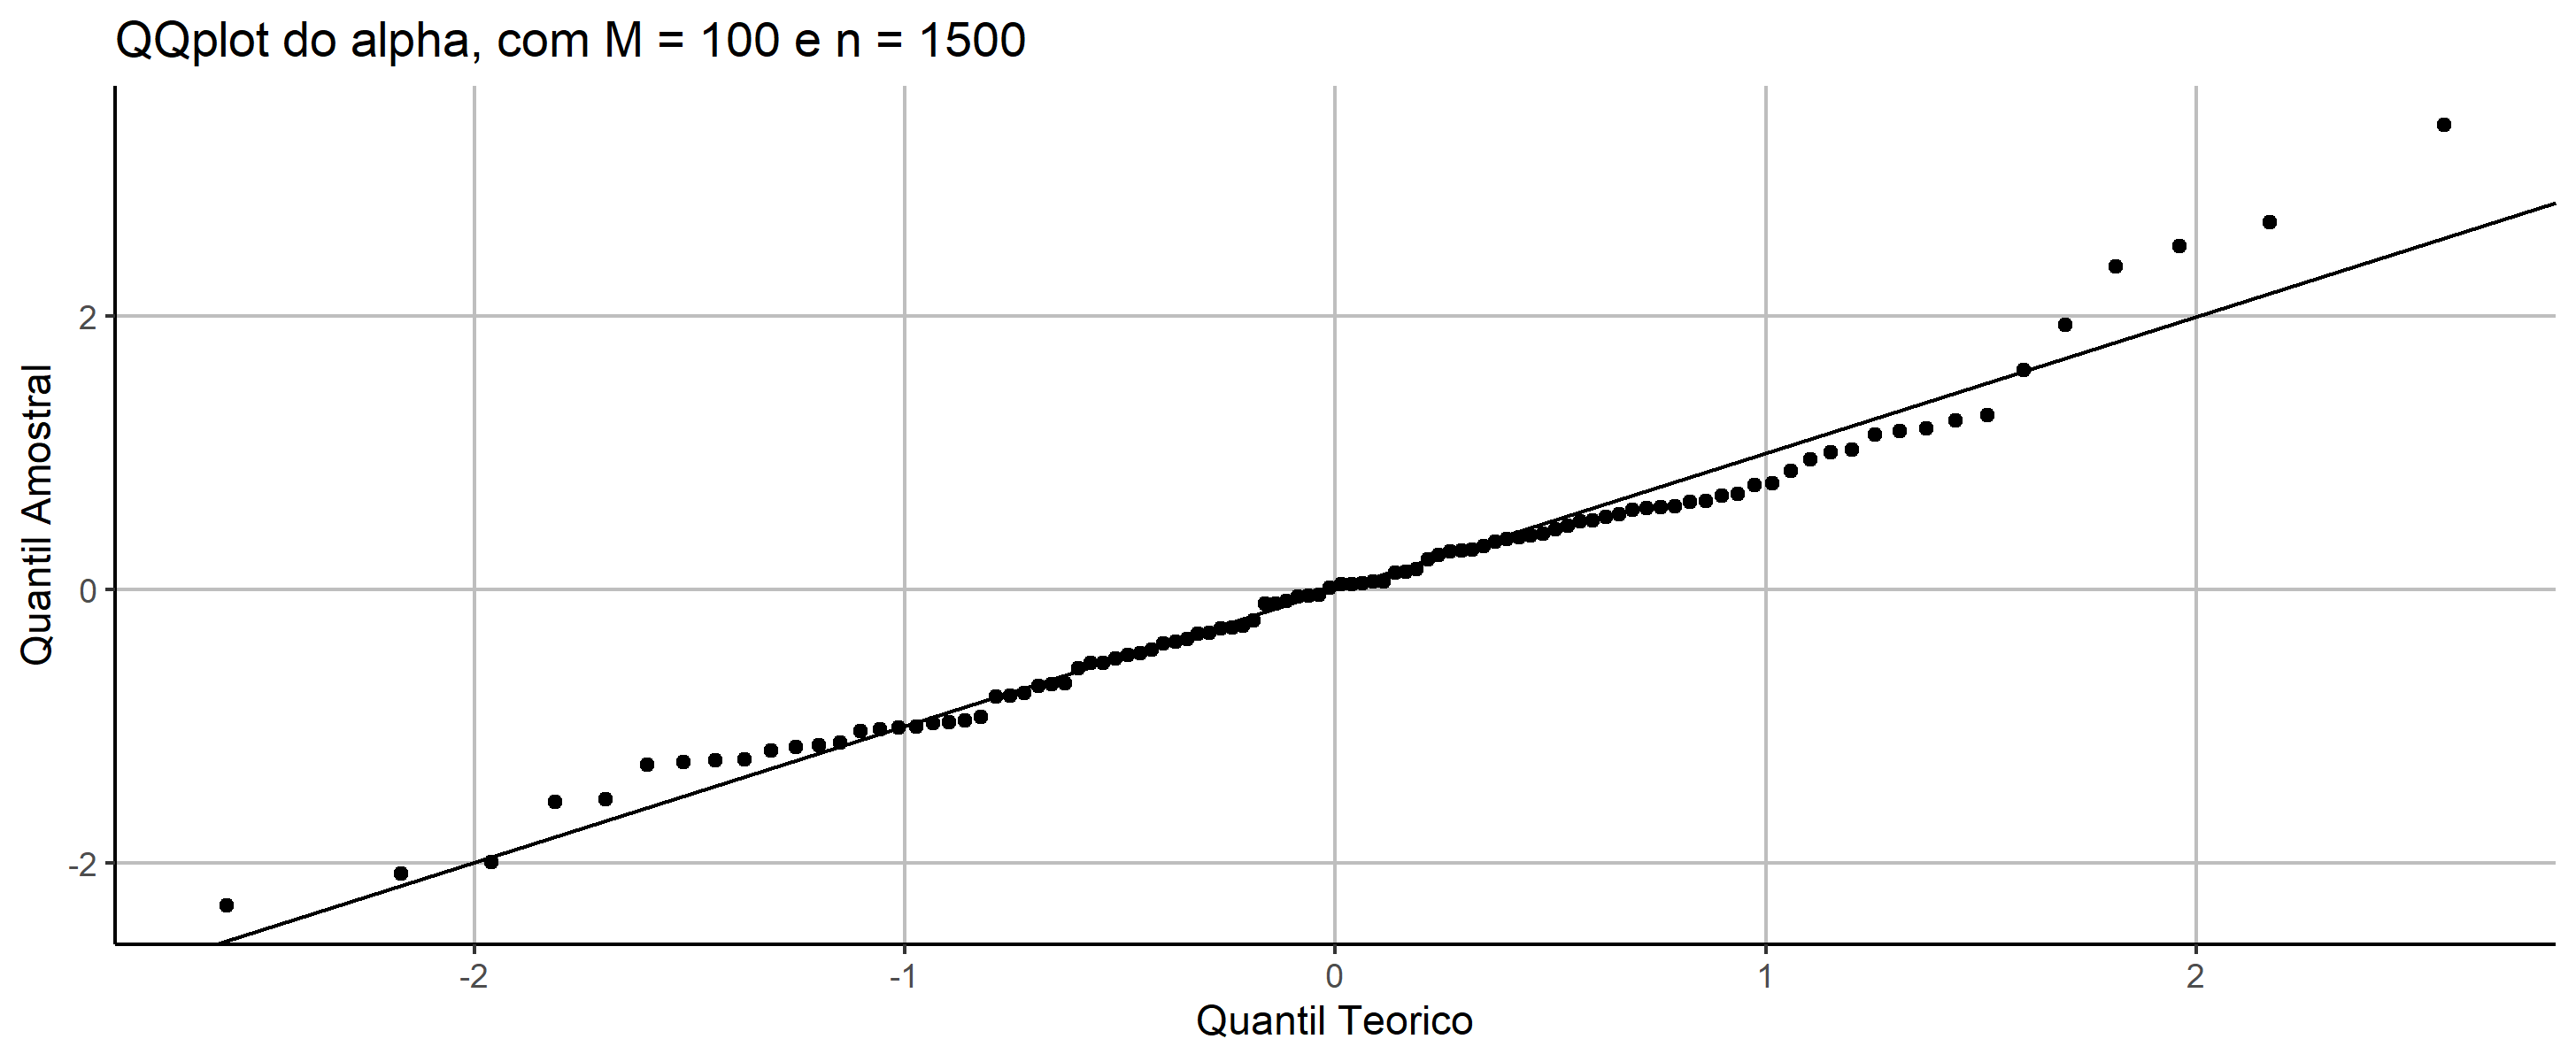 QQplot do alpha, com M = 100 e n = 1500
Quantil Amostral
2
0
-2
-2
-1
0
1
2
Quantil Teorico